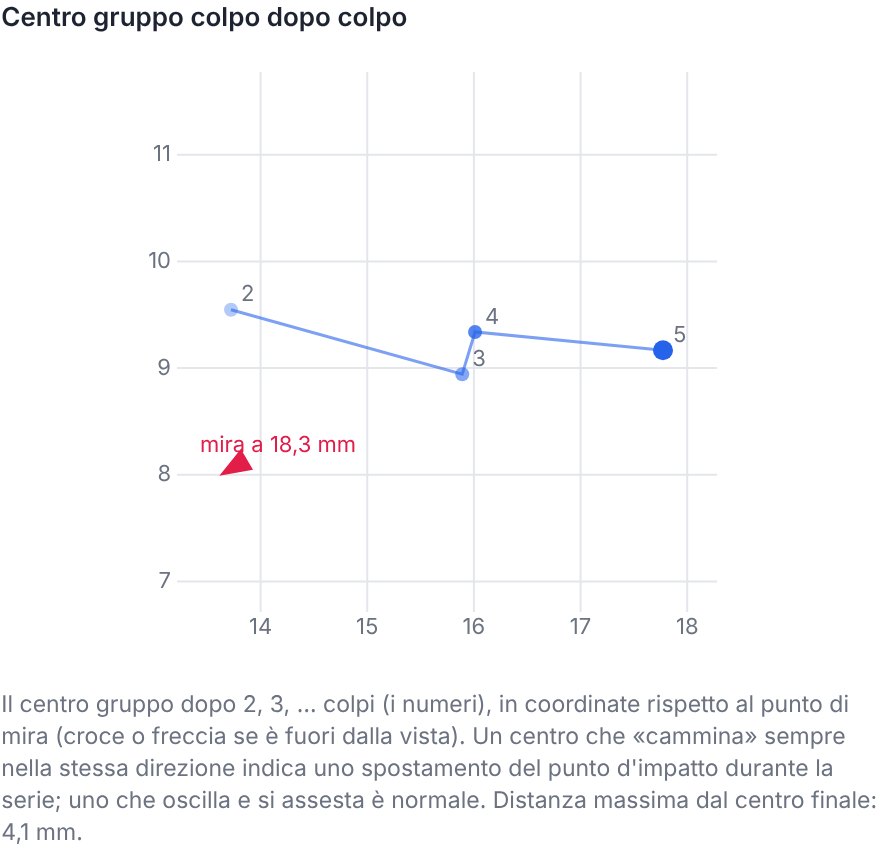 Centro gruppo colpo dopo colpo
11
10
2
4
5
3
9
mira a 18,3 mm
8
7
14 15 16 17 18
Il centro gruppo dopo 2, 3, ... colpi (i numeri), in coordinate rispetto al punto di
mira (croce o freccia se è fuori dalla vista). Un centro che «cammina» sempre
nella stessa direzione indica uno spostamento del punto d'impatto durante la
serie; uno che oscilla e si assesta è normale. Distanza massima dal centro finale:
4,1 mm.